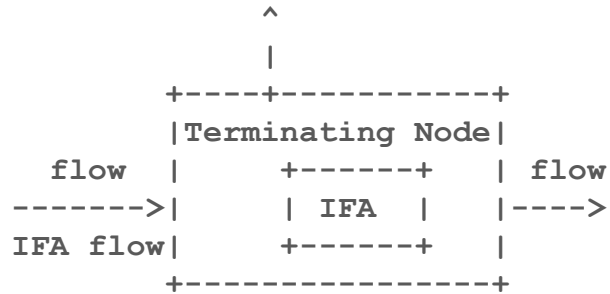 ^
|
+----+-----------+
|Terminating Node|
flow | +------+ | flow
------->| | IFA | |---->
IFA flow| +------+ |
+----------------+